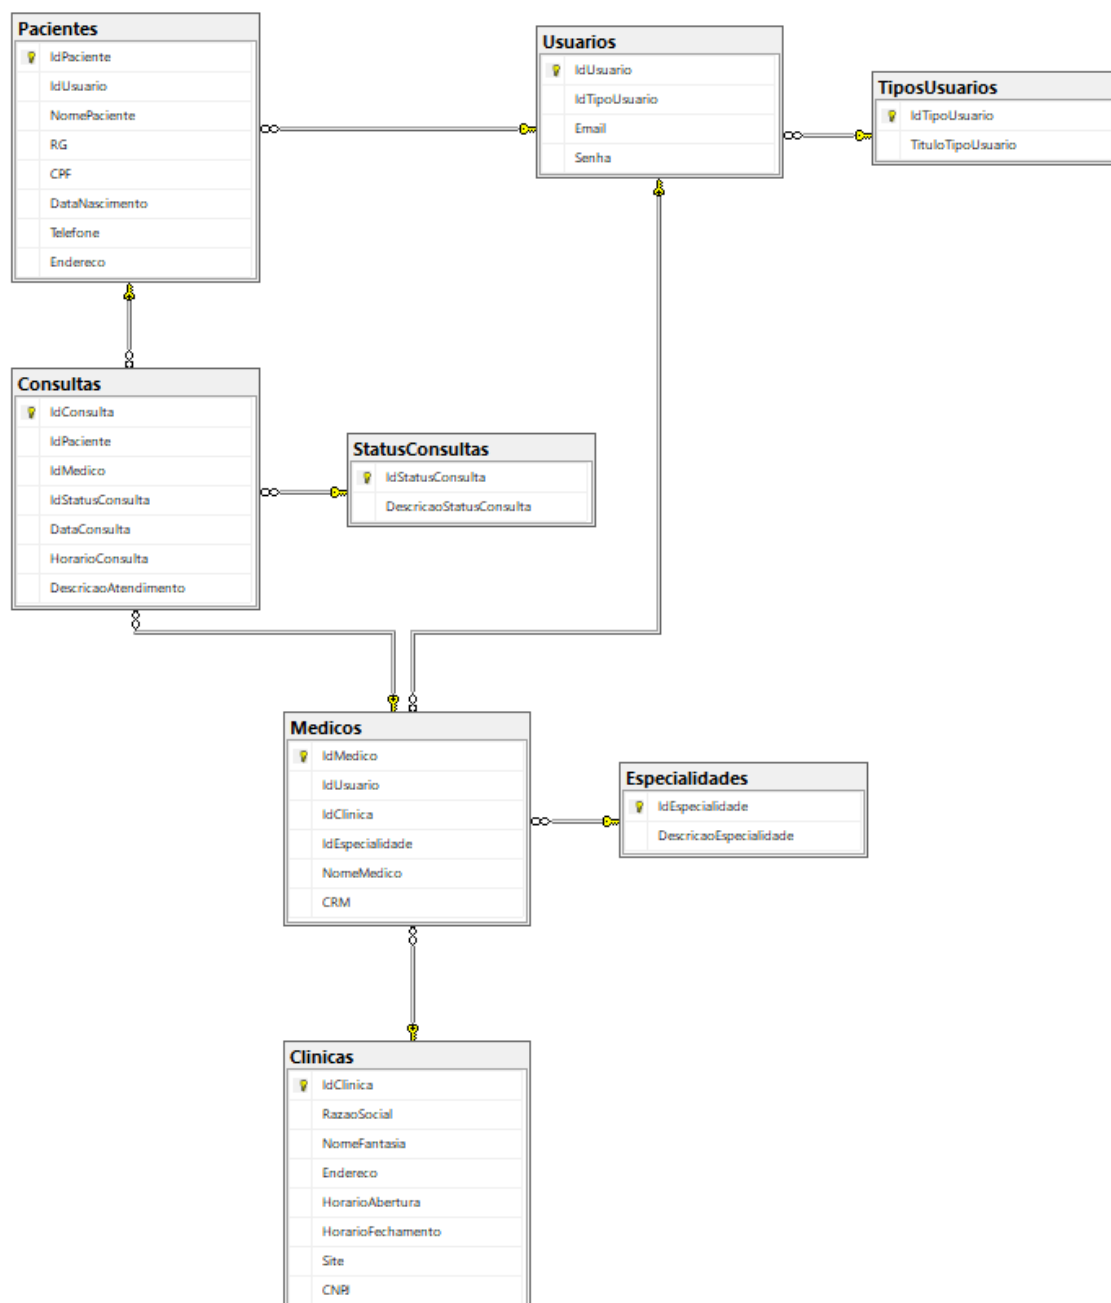 Pacientes
IdPaciente
IdUsuario
NomePaciente
RG
CPF
DataNascimento
Telefone
Endereco
Usuarios
IdUsuario
IdTipoUsuario
Email
Senha
TiposUsuarios
IdTipoUsuario
TituloTipoUsuario
Consultas
IdConsulta
IdPaciente
IdMedico
IdStatusConsulta
DataConsulta
HorarioConsulta
DescricaoAtendimento
StatusConsultas
IdStatusConsulta
DescricaoStatusConsulta
Medicos
IdMedico
IdUsuario
IdClinica
IdEspecialidade
NomeMedico
CRM
Especialidades
IdEspecialidade
DescricaoEspecialidade
Clinicas
IdClinica
RazaoSocial
NomeFantasia
Endereco
HorarioAbertura
HorarioFechamento
Site
CNPJ